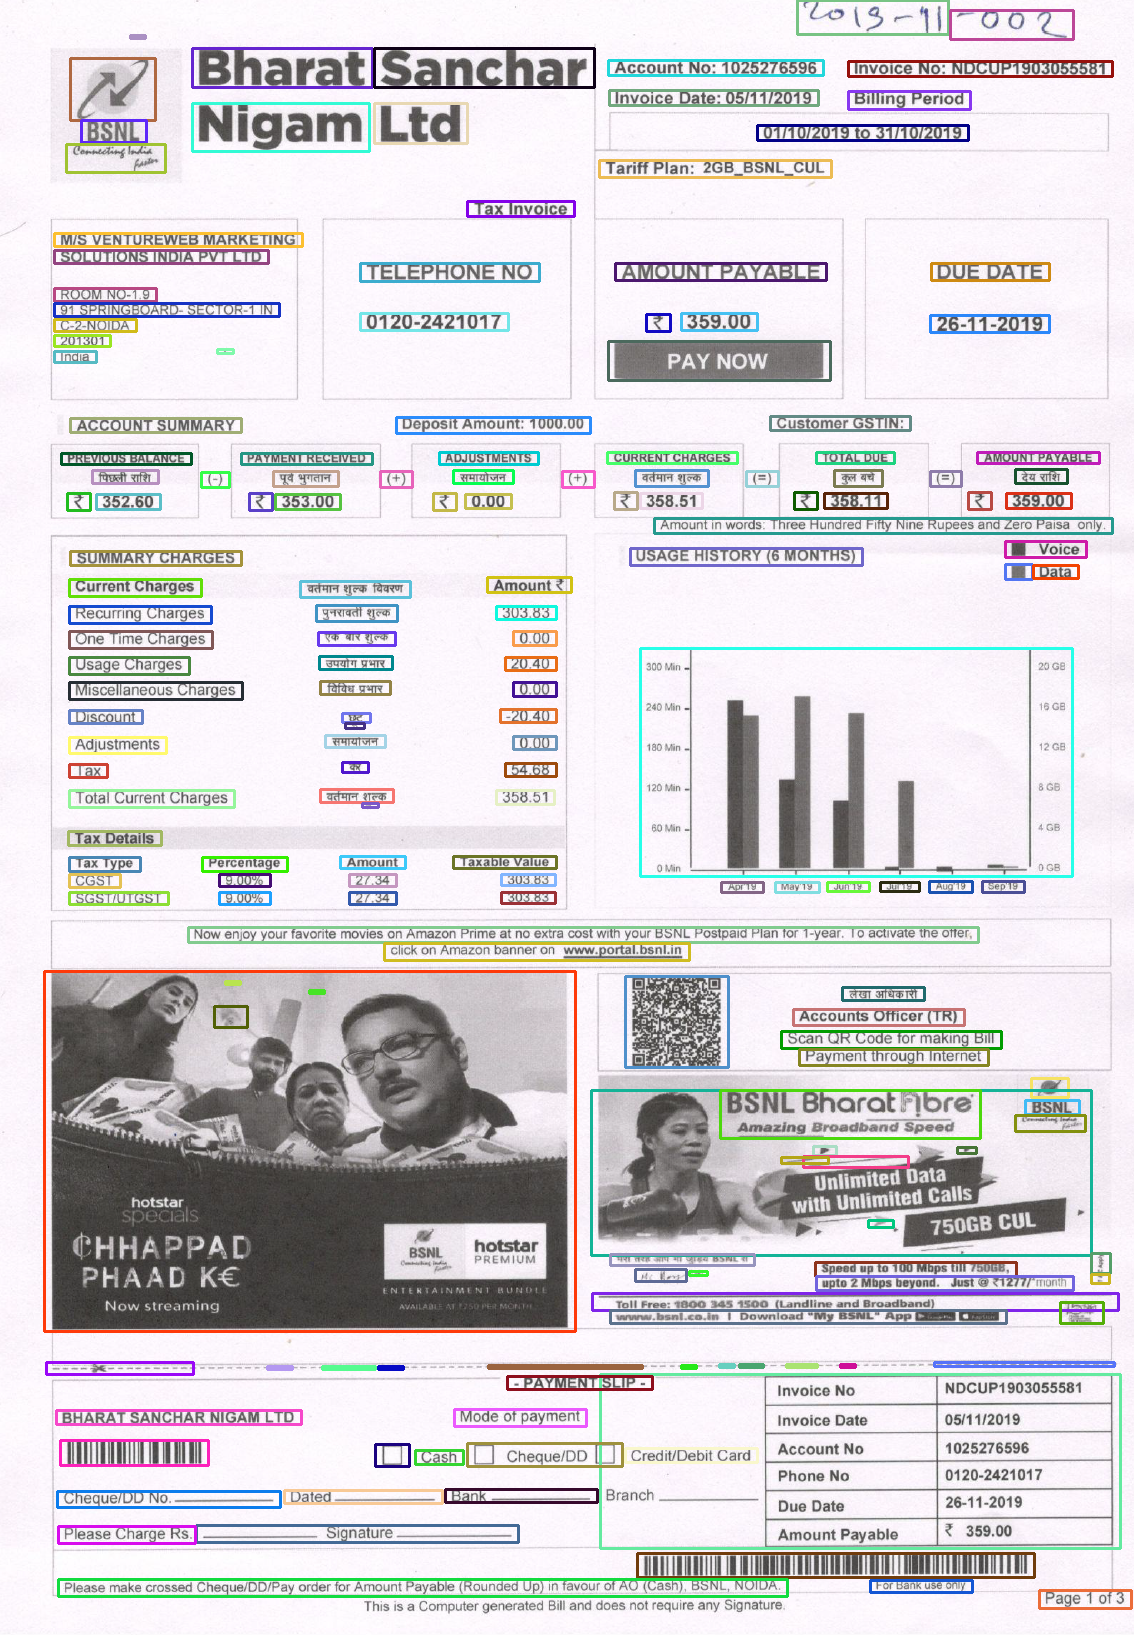 2019-11-002
Bharat Sanchar
Nigam Ltd
BSNL
Connecting India
faster
Account No: 1025276596
Invoice No: NDCUP1903055581
Invoice Date: 05/11/2019
Billing Period
01/10/2019 to 31/10/2019
Tariff Plan: 2GB_BSNL_CUL
Tax Invoice
M/S VENTUREWEB MARKETING
SOLUTIONS INDIA PVT LTD
ROOM NO-1.9
91 SPRINGBOARD- SECTOR-1 IN
C-2-NOIDA
201301
India
TELEPHONE NO
0120-2421017
AMOUNT PAYABLE
₹ 359.00
PAY NOW
DUE DATE
26-11-2019
ACCOUNT SUMMARY Deposit Amount: 1000.00 Customer GSTIN:
PREVIOUS BALANCE PAYMENT RECEIVED ADJUSTMENTS CURRENT CHARGES TOTAL DUE AMOUNT PAYABLE
पिछली राशि (-) पूर्व भुगतान (+) समायोजन (+) वर्तमान शुल्क (=) कुल बचे (=) देय राशि
₹ 352.60 ₹ 353.00 ₹ 0.00 ₹ 358.51 ₹ 358.11 ₹ 359.00
Amount in words: Three Hundred Fifty Nine Rupees and Zero Paisa only.
SUMMARY CHARGES
Current Charges वर्तमान शुल्क विवरण Amount ₹
Recurring Charges पुनरावर्ती शुल्क 303.83
One Time Charges एक बार शुल्क 0.00
Usage Charges उपयोग प्रभार 20.40
Miscellaneous Charges विविध प्रभार 0.00
Discount छूट -20.40
Adjustments समायोजन 0.00
Tax कर 54.68
Total Current Charges वर्तमान शुल्क 358.51
Tax Details
Tax Type Percentage Amount Taxable Value
CGST 9.00% 27.34 303.83
SGST/UTGST 9.00% 27.34 303.83
USAGE HISTORY (6 MONTHS)
Voice
Data
300 Min 20 GB
240 Min 16 GB
180 Min 12 GB
120 Min 8 GB
60 Min 4 GB
0 Min 0 GB
Apr'19 May'19 Jun'19 Jul'19 Aug'19 Sep'19
Now enjoy your favorite movies on Amazon Prime at no extra cost with your BSNL Postpaid Plan for 1-year. To activate the offer,
click on Amazon banner on www.portal.bsnl.in
hotstar
specials
₵HHAPPAD
PHAAD K€
Now streaming
BSNL
Connecting India
faster
hotstar
PREMIUM
ENTERTAINMENT BUNDLE
AVAILABLE AT ₹750 PER MONTH
लेखा अधिकारी
Accounts Officer (TR)
Scan QR Code for making Bill
Payment through Internet
BSNL Bharat Fibre
Amazing Broadband Speed
BSNL
Connecting India
faster
Unlimited Data
with Unlimited Calls
750GB CUL
मेरी तरह आप भी जुड़िये BSNL से
Speed up to 100 Mbps till 750GB,
upto 2 Mbps beyond. Just @ ₹1277/*month
Toll Free: 1800 345 1500 (Landline and Broadband)
www.bsnl.co.in | Download "My BSNL" App
- PAYMENT SLIP -
BHARAT SANCHAR NIGAM LTD Mode of payment
Cash Cheque/DD Credit/Debit Card
Cheque/DD No. Dated Bank Branch
Please Charge Rs. Signature
Invoice No NDCUP1903055581
Invoice Date 05/11/2019
Account No 1025276596
Phone No 0120-2421017
Due Date 26-11-2019
Amount Payable ₹ 359.00
Please make crossed Cheque/DD/Pay order for Amount Payable (Rounded Up) in favour of AO (Cash), BSNL, NOIDA.
For Bank use only
This is a Computer generated Bill and does not require any Signature.
Page 1 of 3